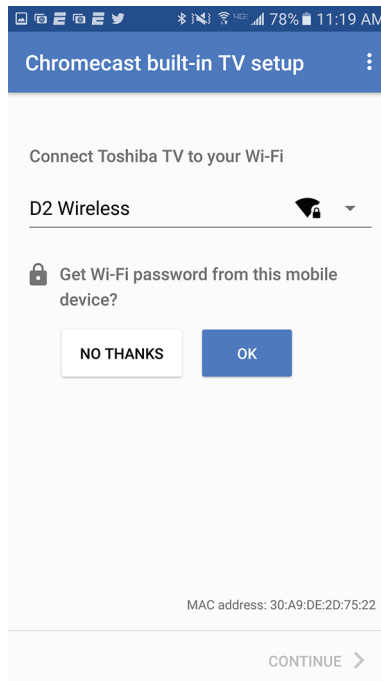 78% 11:19 AM
Chromecast built-in TV setup
Connect Toshiba TV to your Wi-Fi
D2 Wireless
Get Wi-Fi password from this mobile
device?
NO THANKS
OK
MAC address: 30:A9:DE:2D:75:22
CONTINUE